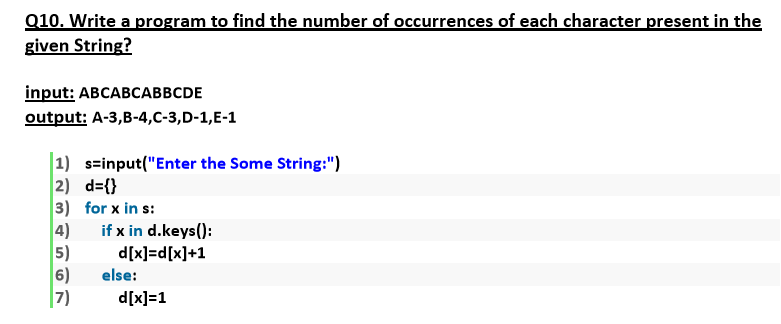 Q10. Write a program to find the number of occurrences of each character present in the
given String?
input: ABCABCABBCDE
output: A-3,B-4,C-3,D-1,E-1
1) s=input("Enter the Some String:")
2) d={}
3) for x in s:
4) if x in d.keys():
5) d[x]=d[x]+1
6) else:
7) d[x]=1